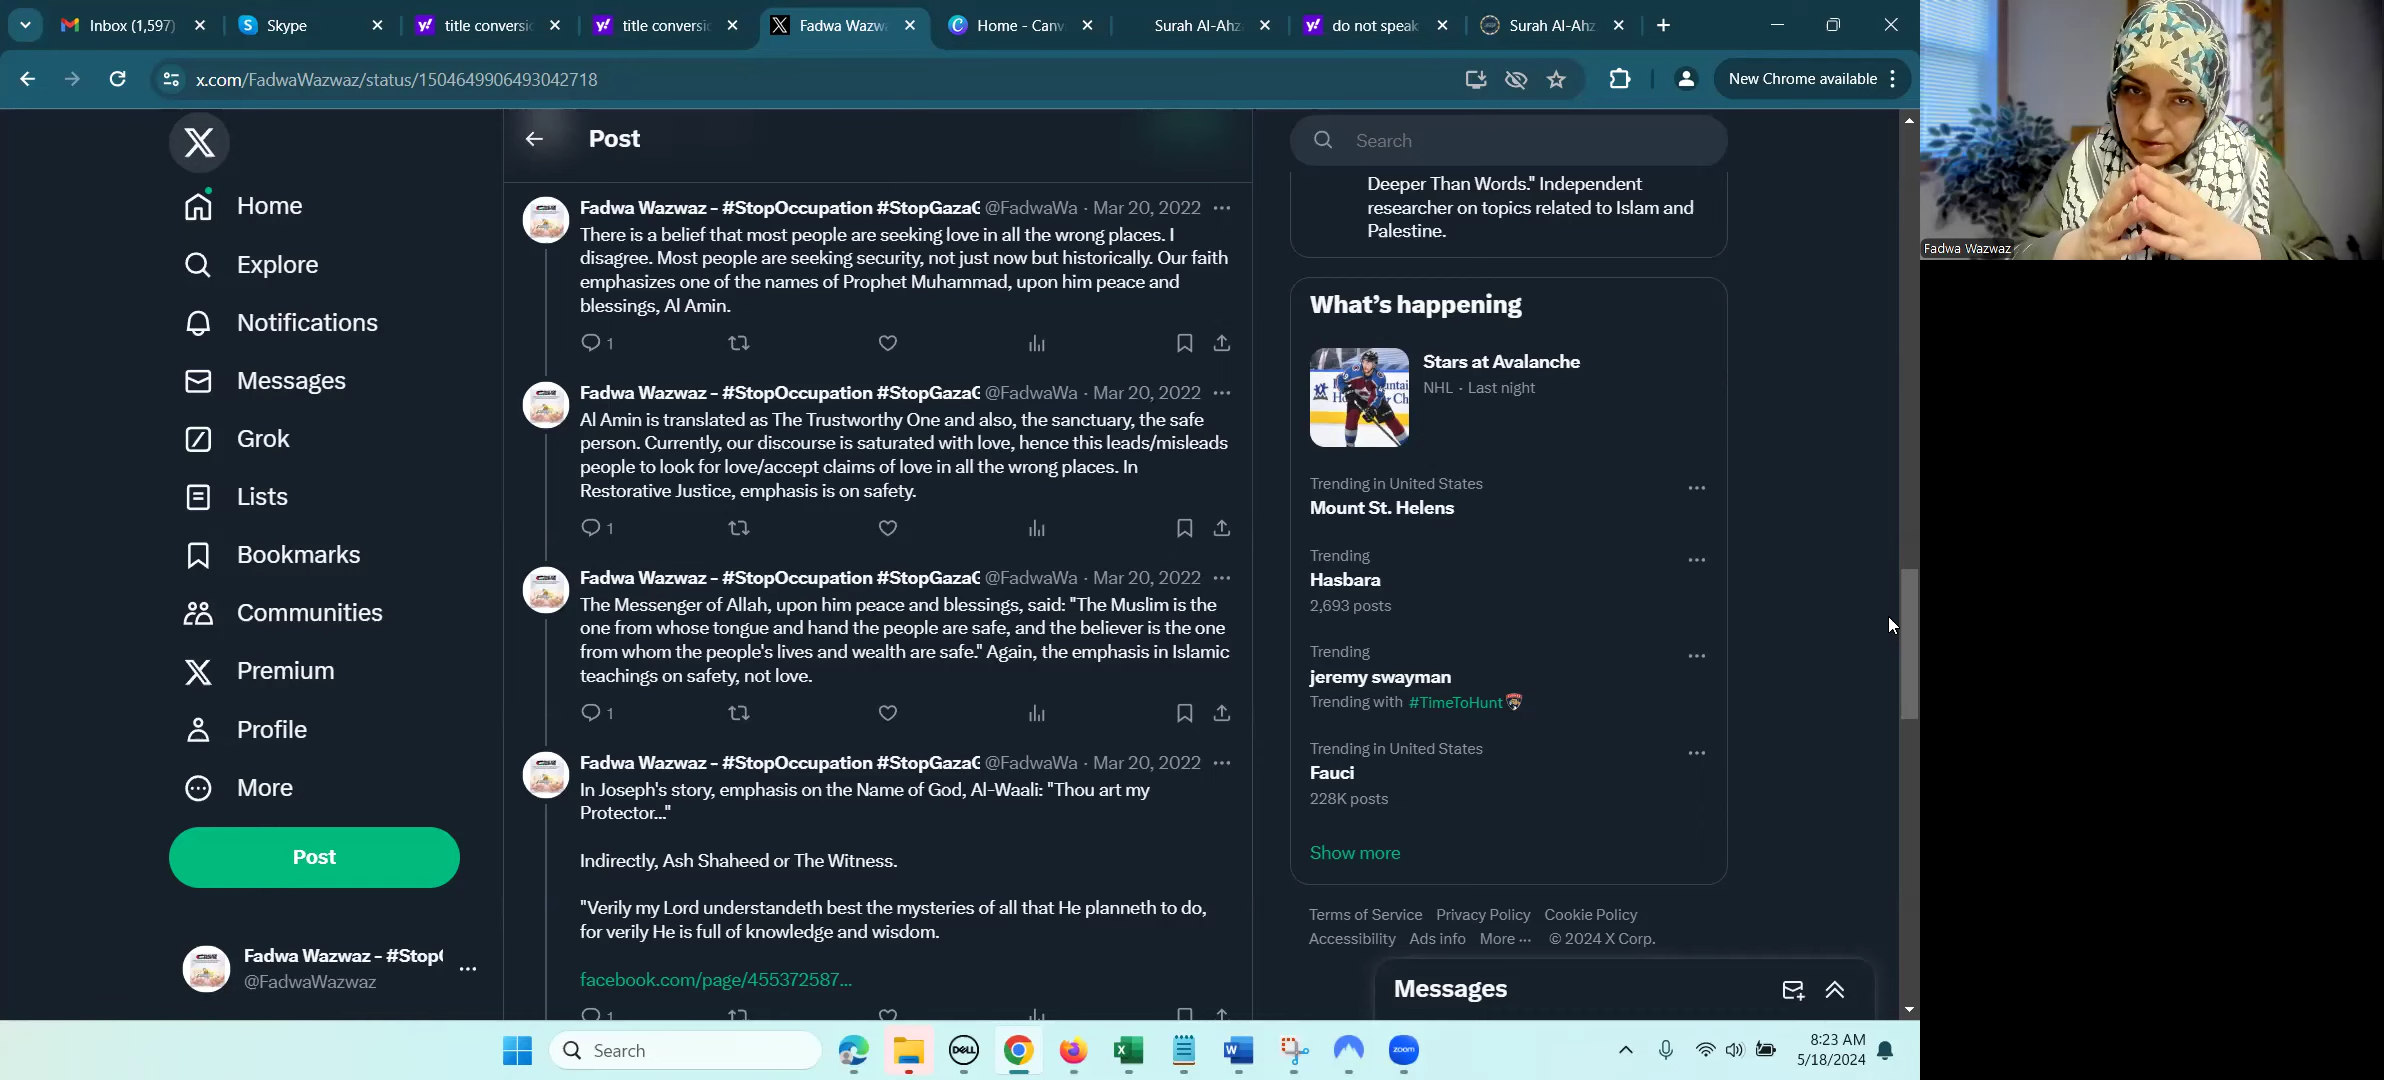 Inbox (1,597)
Skype
title conversi
title conversi
Fadwa Wazw
Home - Canv
Surah Al-Ahz
do not speak
Surah Al-Ahz
x.com/FadwaWazwaz/status/1504649906493042718
New Chrome available
Home
Explore
Notifications
Messages
Grok
Lists
Bookmarks
Communities
Premium
Profile
More
Post
Fadwa Wazwaz - #Stop
@FadwaWazwaz
Post
Fadwa Wazwaz - #StopOccupation #StopGazaG @FadwaWa · Mar 20, 2022
There is a belief that most people are seeking love in all the wrong places. I
disagree. Most people are seeking security, not just now but historically. Our faith
emphasizes one of the names of Prophet Muhammad, upon him peace and
blessings, Al Amin.
1
Fadwa Wazwaz - #StopOccupation #StopGazaG @FadwaWa · Mar 20, 2022
Al Amin is translated as The Trustworthy One and also, the sanctuary, the safe
person. Currently, our discourse is saturated with love, hence this leads/misleads
people to look for love/accept claims of love in all the wrong places. In
Restorative Justice, emphasis is on safety.
1
Fadwa Wazwaz - #StopOccupation #StopGazaG @FadwaWa · Mar 20, 2022
The Messenger of Allah, upon him peace and blessings, said: "The Muslim is the
one from whose tongue and hand the people are safe, and the believer is the one
from whom the people's lives and wealth are safe." Again, the emphasis in Islamic
teachings on safety, not love.
1
Fadwa Wazwaz - #StopOccupation #StopGazaG @FadwaWa · Mar 20, 2022
In Joseph's story, emphasis on the Name of God, Al-Waali: "Thou art my
Protector..."
Indirectly, Ash Shaheed or The Witness.
"Verily my Lord understandeth best the mysteries of all that He planneth to do,
for verily He is full of knowledge and wisdom.
facebook.com/page/455372587...
1
Search
Deeper Than Words." Independent
researcher on topics related to Islam and
Palestine.
What's happening
Stars at Avalanche
NHL · Last night
Trending in United States
Mount St. Helens
Trending
Hasbara
2,693 posts
Trending
jeremy swayman
Trending with #TimeToHunt
Trending in United States
Fauci
228K posts
Show more
Terms of Service Privacy Policy Cookie Policy
Accessibility Ads info More ··· © 2024 X Corp.
Messages
Fadwa Wazwaz
Search
DELL
zoom
8:23 AM
5/18/2024